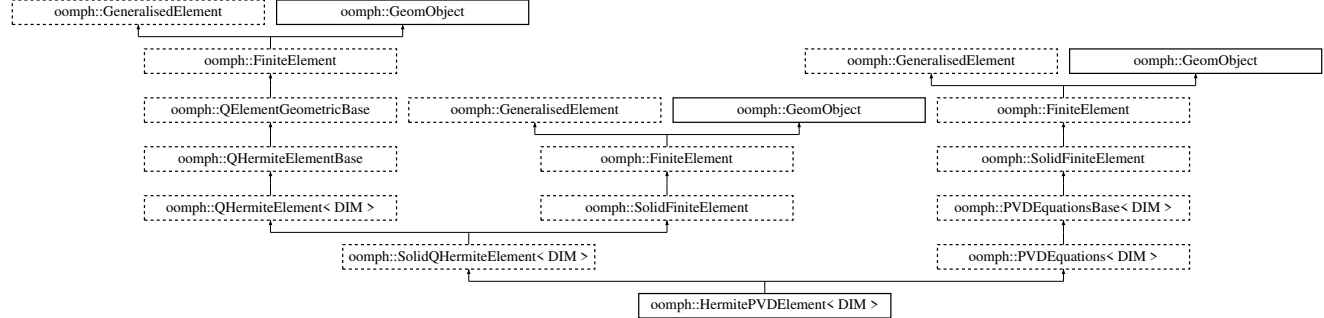 oomph::GeneralisedElement
oomph::GeomObject
oomph::FiniteElement
oomph::GeneralisedElement
oomph::GeomObject
oomph::QElementGeometricBase
oomph::GeneralisedElement
oomph::GeomObject
oomph::FiniteElement
oomph::QHermiteElementBase
oomph::FiniteElement
oomph::SolidFiniteElement
oomph::QHermiteElement< DIM >
oomph::SolidFiniteElement
oomph::PVDEquationsBase< DIM >
oomph::SolidQHermiteElement< DIM >
oomph::PVDEquations< DIM >
oomph::HermitePVDElement< DIM >